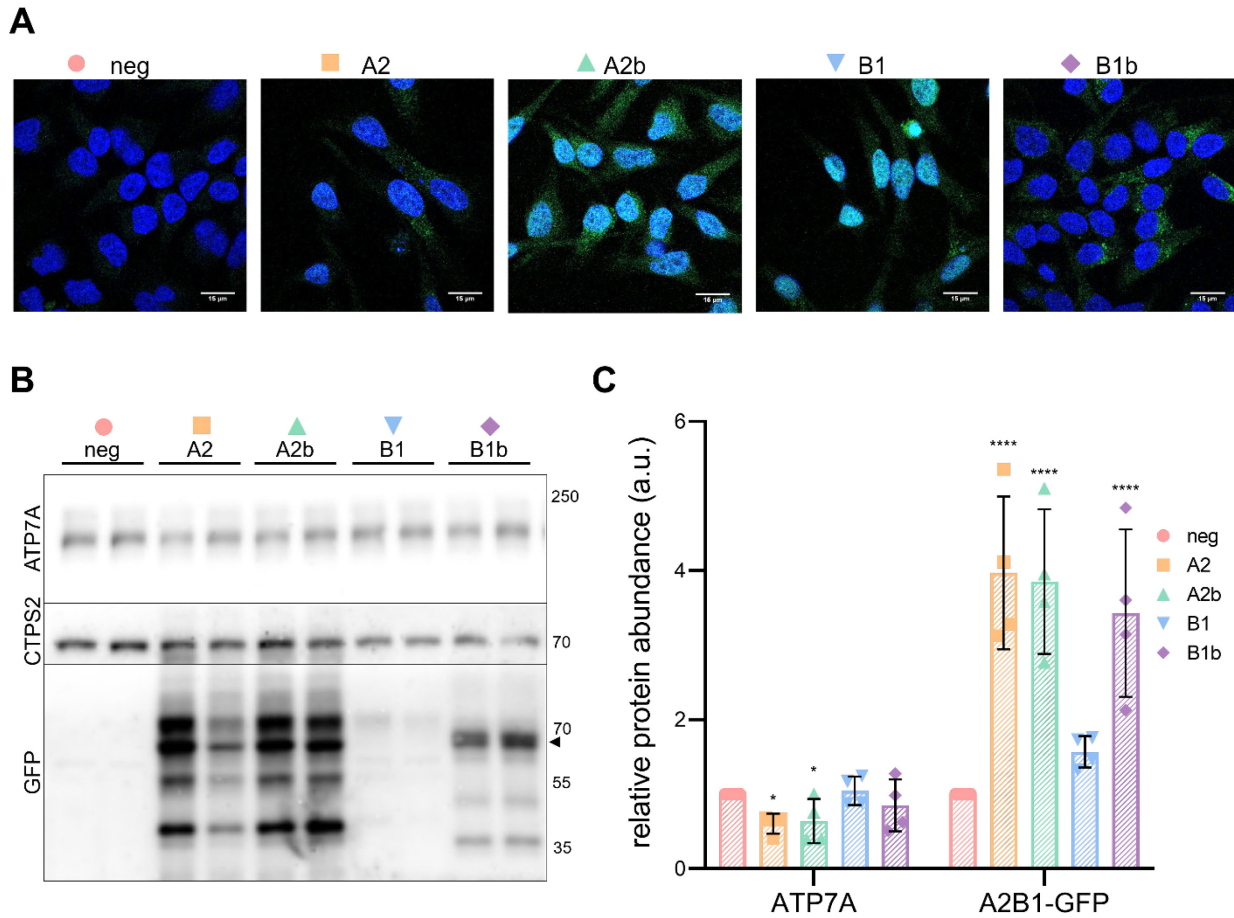 A
neg A2 A2b B1 B1b
15 µm 15 µm 16 µm 15 µm 15 µm
B
neg A2 A2b B1 B1b
ATP7A
250
CTPS2
70
GFP
70
55
35
C
relative protein abundance (a.u.)
6
4
2
0
**** **** ****
* *
neg
A2
A2b
B1
B1b
ATP7A A2B1-GFP